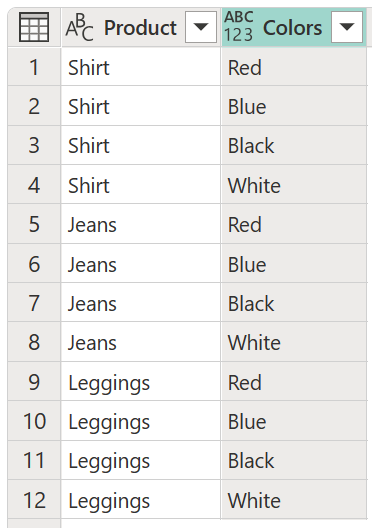 ABC Product ABC 123 Colors
1 Shirt Red
2 Shirt Blue
3 Shirt Black
4 Shirt White
5 Jeans Red
6 Jeans Blue
7 Jeans Black
8 Jeans White
9 Leggings Red
10 Leggings Blue
11 Leggings Black
12 Leggings White